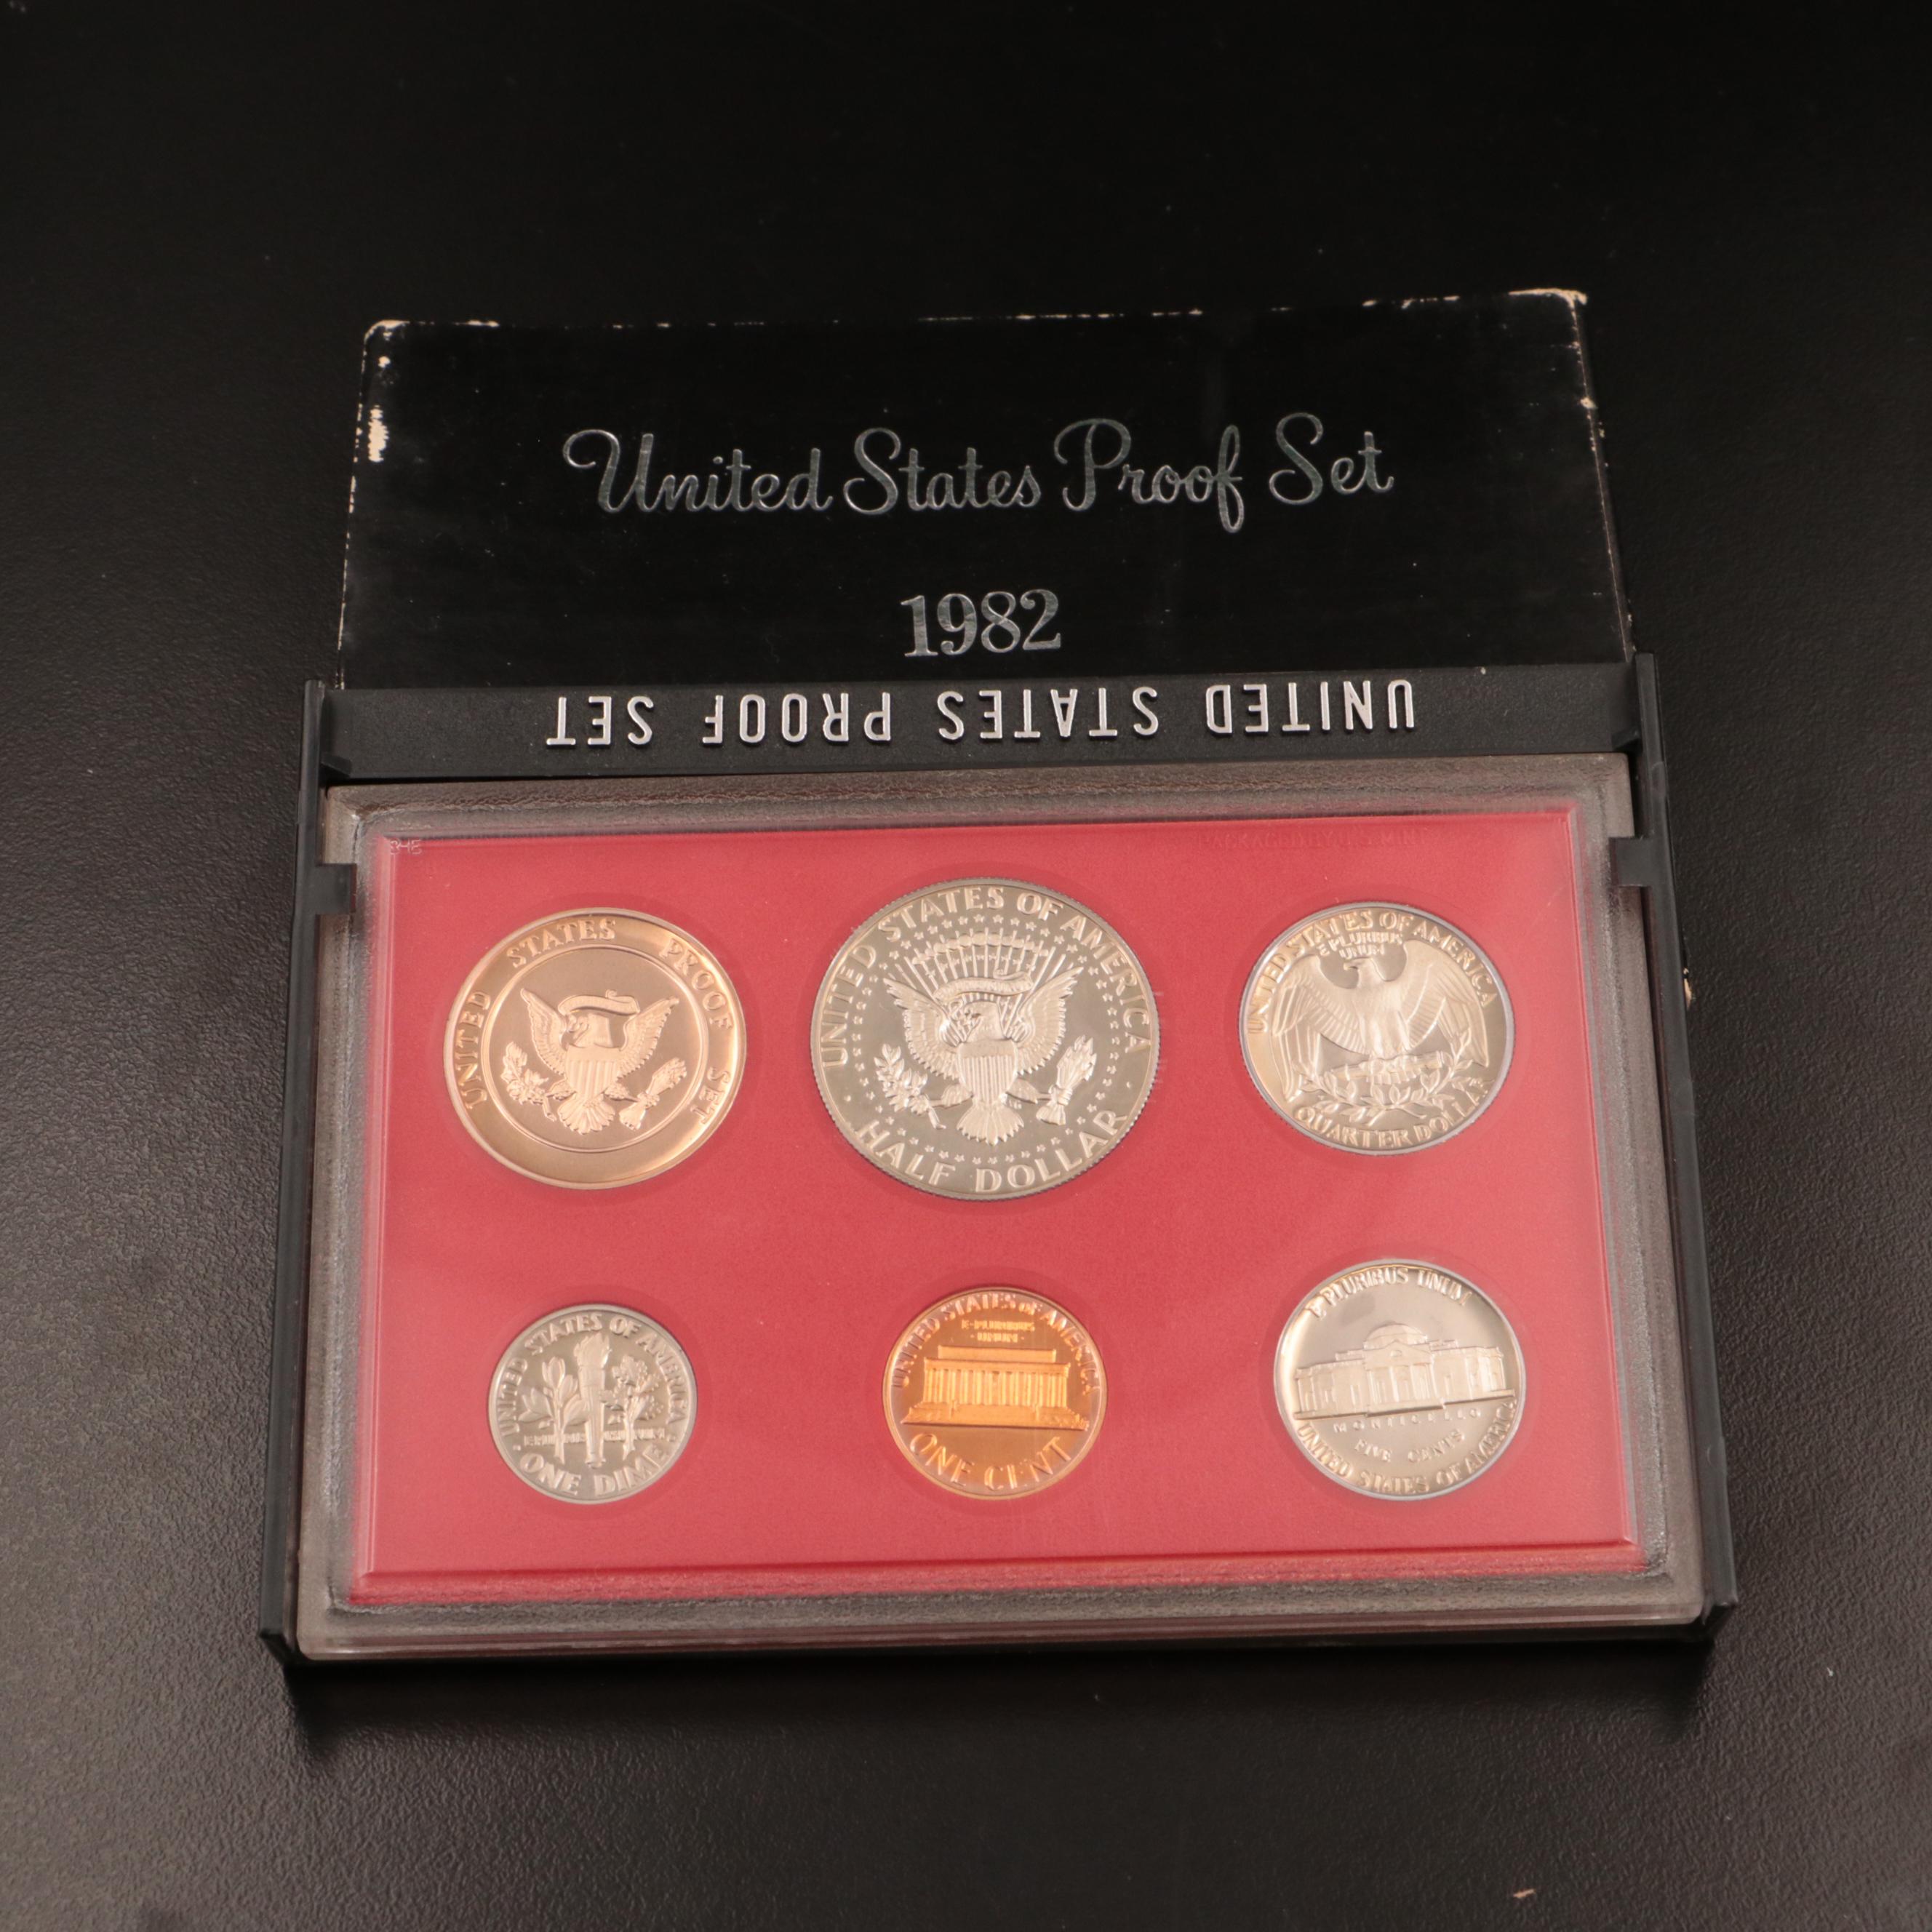 United States Proof Set
1982
UNITED STATES PROOF SET
UNITED STATES PROOF SET
UNITED STATES OF AMERICA
HALF DOLLAR
UNITED STATES OF AMERICA
E PLURIBUS
UNUM
QUARTER DOLLAR
UNITED STATES OF AMERICA
ONE DIME
UNITED STATES OF AMERICA
E·PLURIBUS
·UNUM·
ONE CENT
E PLURIBUS UNUM
MONTICELLO
FIVE CENTS
UNITED STATES OF AMERICA